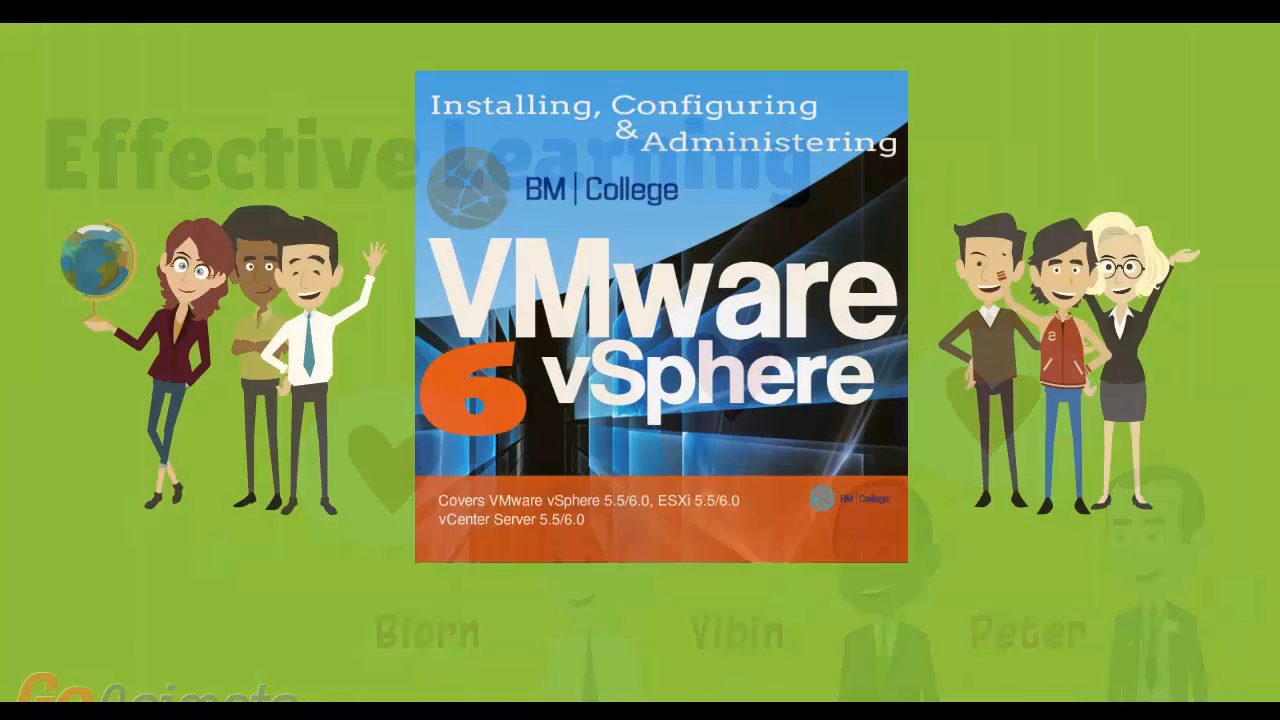 Effective Learning
Installing, Configuring
& Administering
BM | College
VMware
6 vSphere
Covers VMware vSphere 5.5/6.0, ESXi 5.5/6.0
vCenter Server 5.5/6.0
BM | College
a
Biorn
Vibin
Peter
GoAnimate